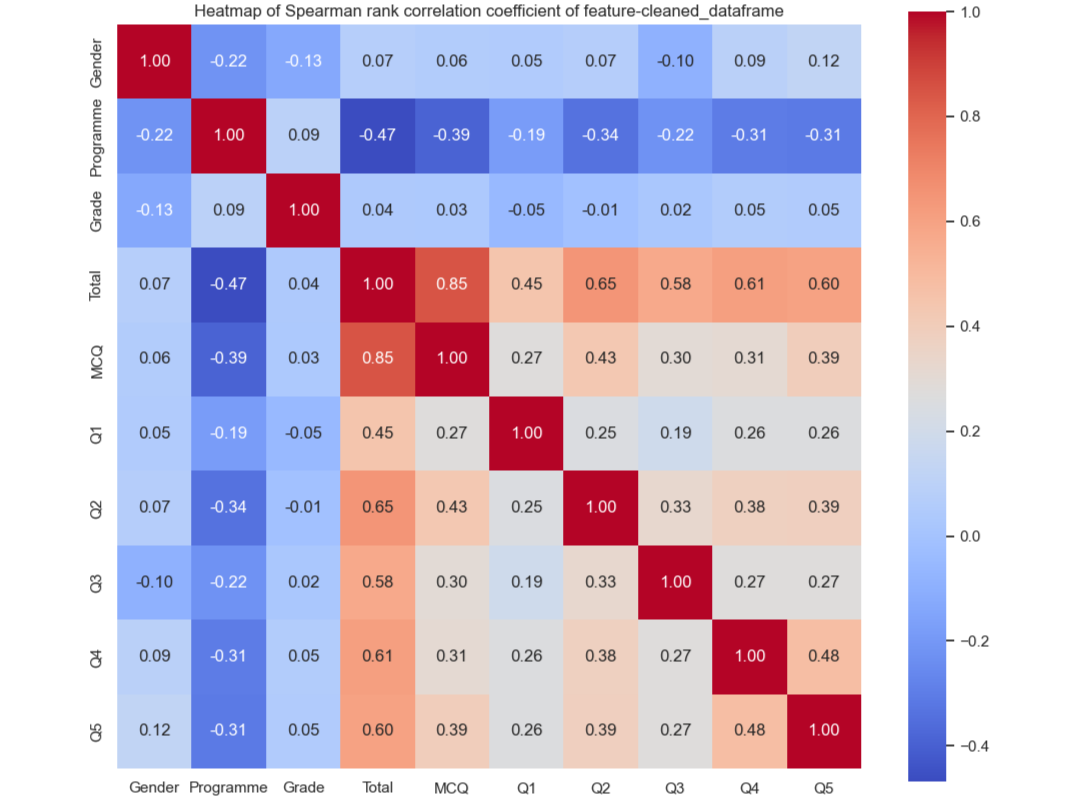 Heatmap of Spearman rank correlation coefficient of feature-cleaned_dataframe
Gender 1.00 -0.22 -0.13 0.07 0.06 0.05 0.07 -0.10 0.09 0.12
Programme -0.22 1.00 0.09 -0.47 -0.39 -0.19 -0.34 -0.22 -0.31 -0.31
Grade -0.13 0.09 1.00 0.04 0.03 -0.05 -0.01 0.02 0.05 0.05
Total 0.07 -0.47 0.04 1.00 0.85 0.45 0.65 0.58 0.61 0.60
MCQ 0.06 -0.39 0.03 0.85 1.00 0.27 0.43 0.30 0.31 0.39
Q1 0.05 -0.19 -0.05 0.45 0.27 1.00 0.25 0.19 0.26 0.26
Q2 0.07 -0.34 -0.01 0.65 0.43 0.25 1.00 0.33 0.38 0.39
Q3 -0.10 -0.22 0.02 0.58 0.30 0.19 0.33 1.00 0.27 0.27
Q4 0.09 -0.31 0.05 0.61 0.31 0.26 0.38 0.27 1.00 0.48
Q5 0.12 -0.31 0.05 0.60 0.39 0.26 0.39 0.27 0.48 1.00
Gender Programme Grade Total MCQ Q1 Q2 Q3 Q4 Q5
1.0
0.8
0.6
0.4
0.2
0.0
−0.2
−0.4